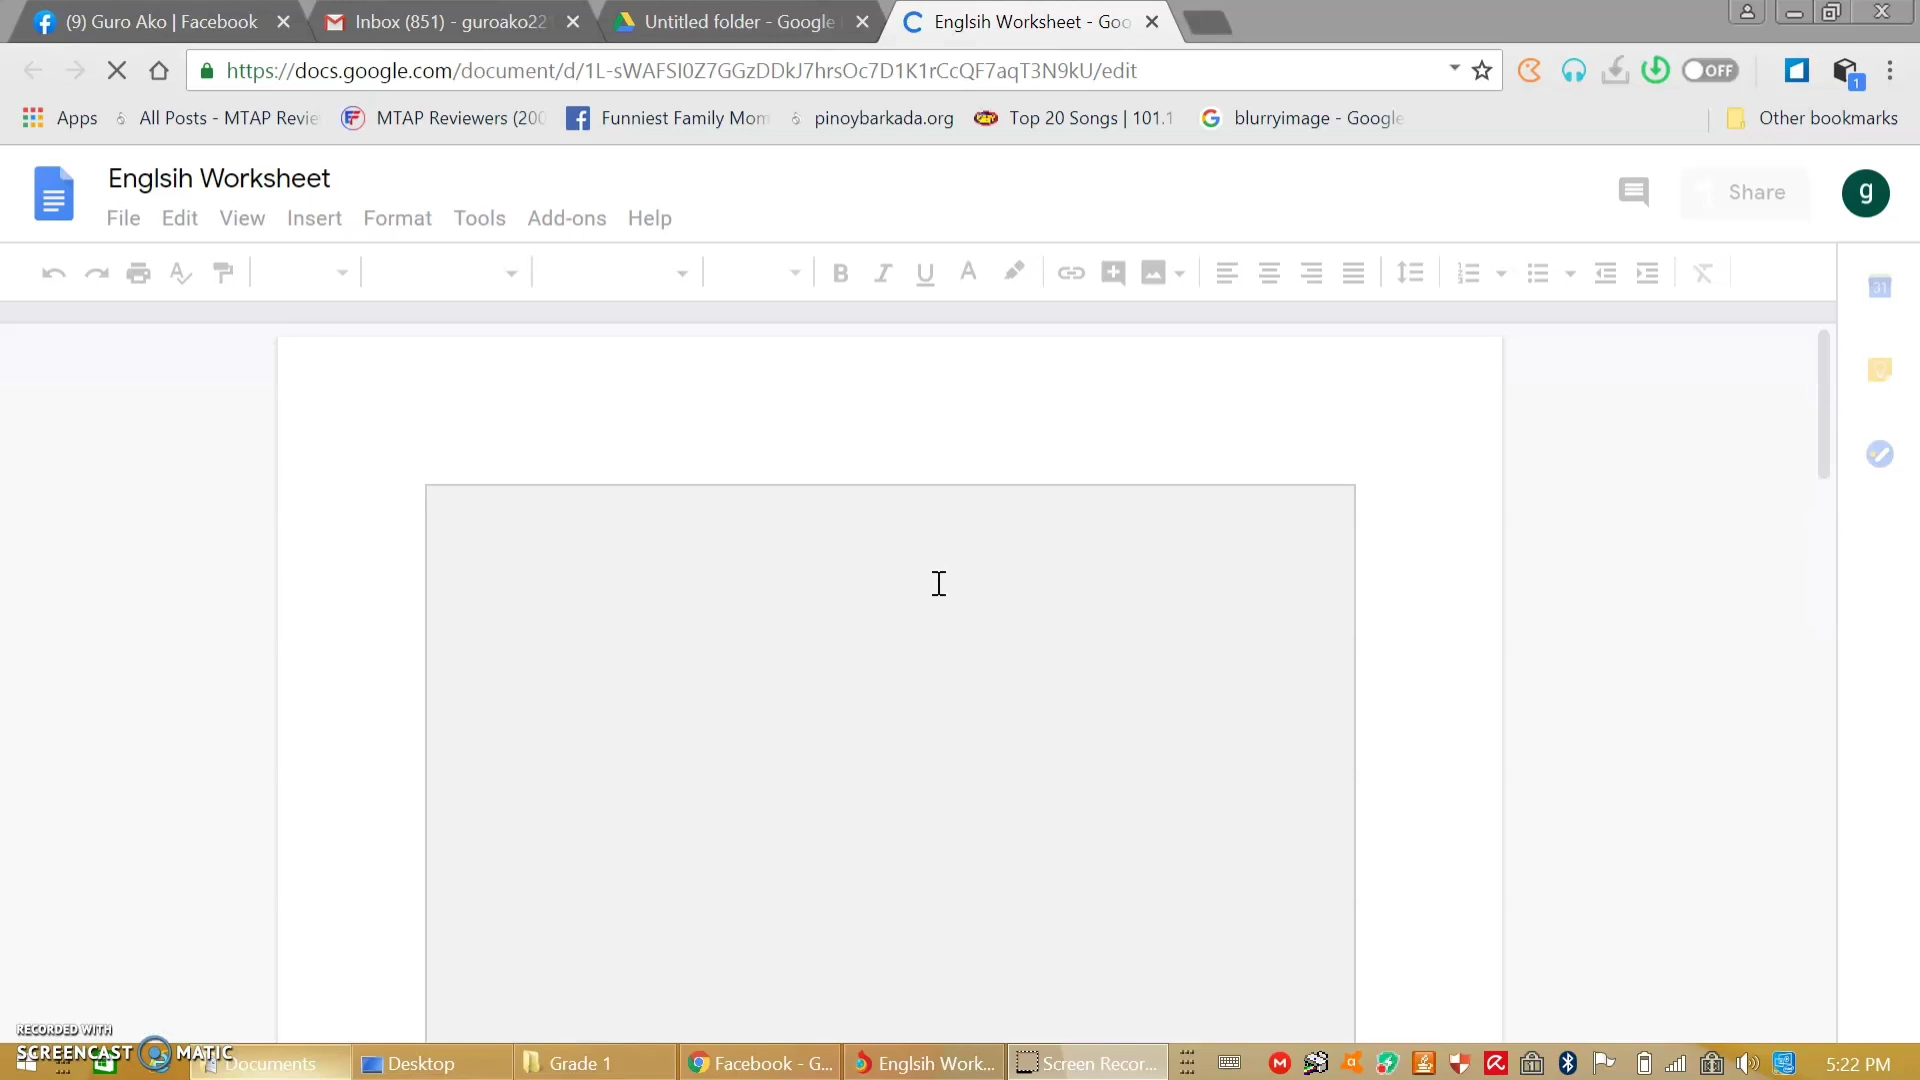 (9) Guro Ako | Facebook
Inbox (851) - guroako22
Untitled folder - Google
Englsih Worksheet - Goo
https://docs.google.com/document/d/1L-sWAFSI0Z7GGzDDkJ7hrsOc7D1K1rCcQF7aqT3N9kU/edit
OFF
1
Apps
All Posts - MTAP Revie
MTAP Reviewers (200
Funniest Family Mom
pinoybarkada.org
Top 20 Songs | 101.1
blurryimage - Google
Other bookmarks
Englsih Worksheet
Share
g
File Edit View Insert Format Tools Add-ons Help
31
RECORDED WITH
SCREENCAST MATIC
Documents
Desktop
Grade 1
Facebook - G...
Englsih Work...
Screen Recor...
5:22 PM